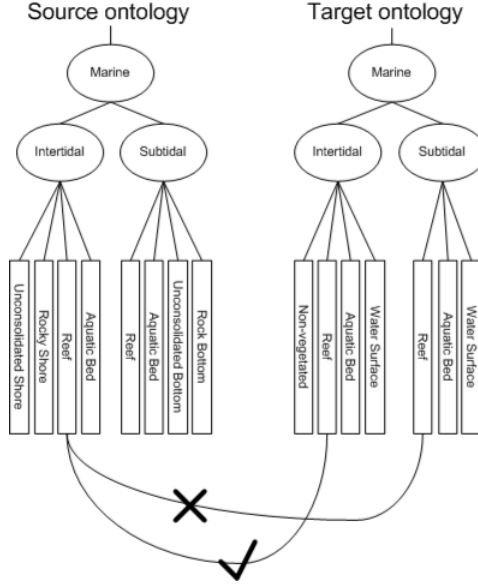 Source ontology
Target ontology
Marine
Marine
Intertidal
Subtidal
Intertidal
Subtidal
Unconsolidated Shore
Rocky Shore
Reef
Aquatic Bed
Reef
Aquatic Bed
Unconsolidated Bottom
Rock Bottom
Non-vegetated
Reef
Aquatic Bed
Water Surface
Reef
Aquatic Bed
Water Surface